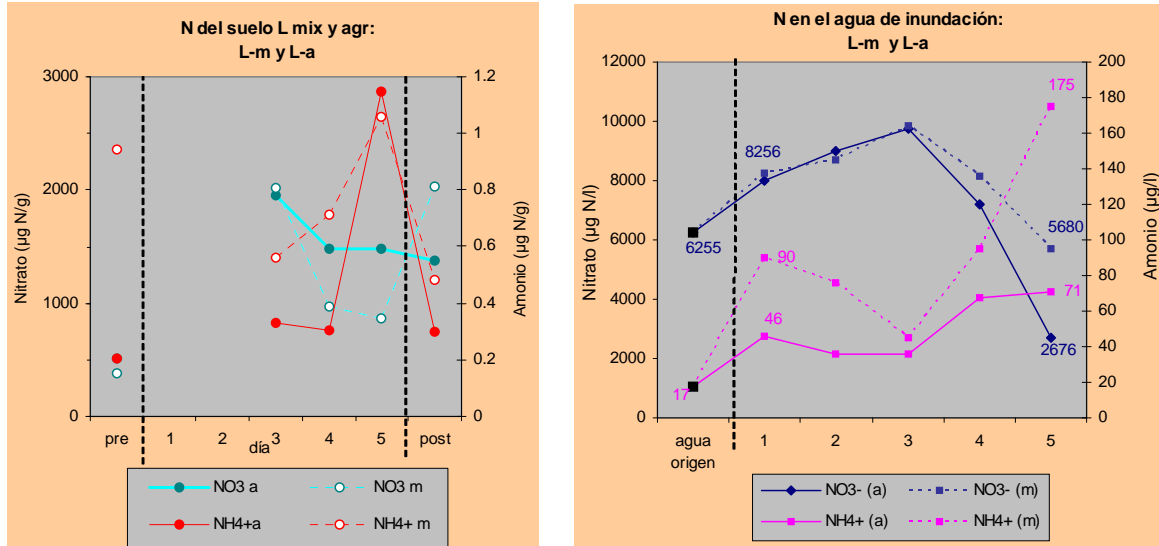 N del suelo L mix y agr:
L-m y L-a
3000
2000
1000
0
Nitrato (µg N/g)
1.2
1
0.8
0.6
0.4
0.2
0
Amonio (µg N/g)
pre 1 2 3 4 5 post
día
NO3 a NO3 m
NH4+a NH4+ m
N en el agua de inundación:
L-m y L-a
12000
10000
8000
6000
4000
2000
0
Nitrato (µg N/l)
200
180
160
140
120
100
80
60
40
20
0
Amonio (µg/l)
175
8256
6255
5680
90
46
71
2676
17
agua 1 2 3 4 5
origen
NO3- (a) NO3- (m)
NH4+ (a) NH4+ (m)